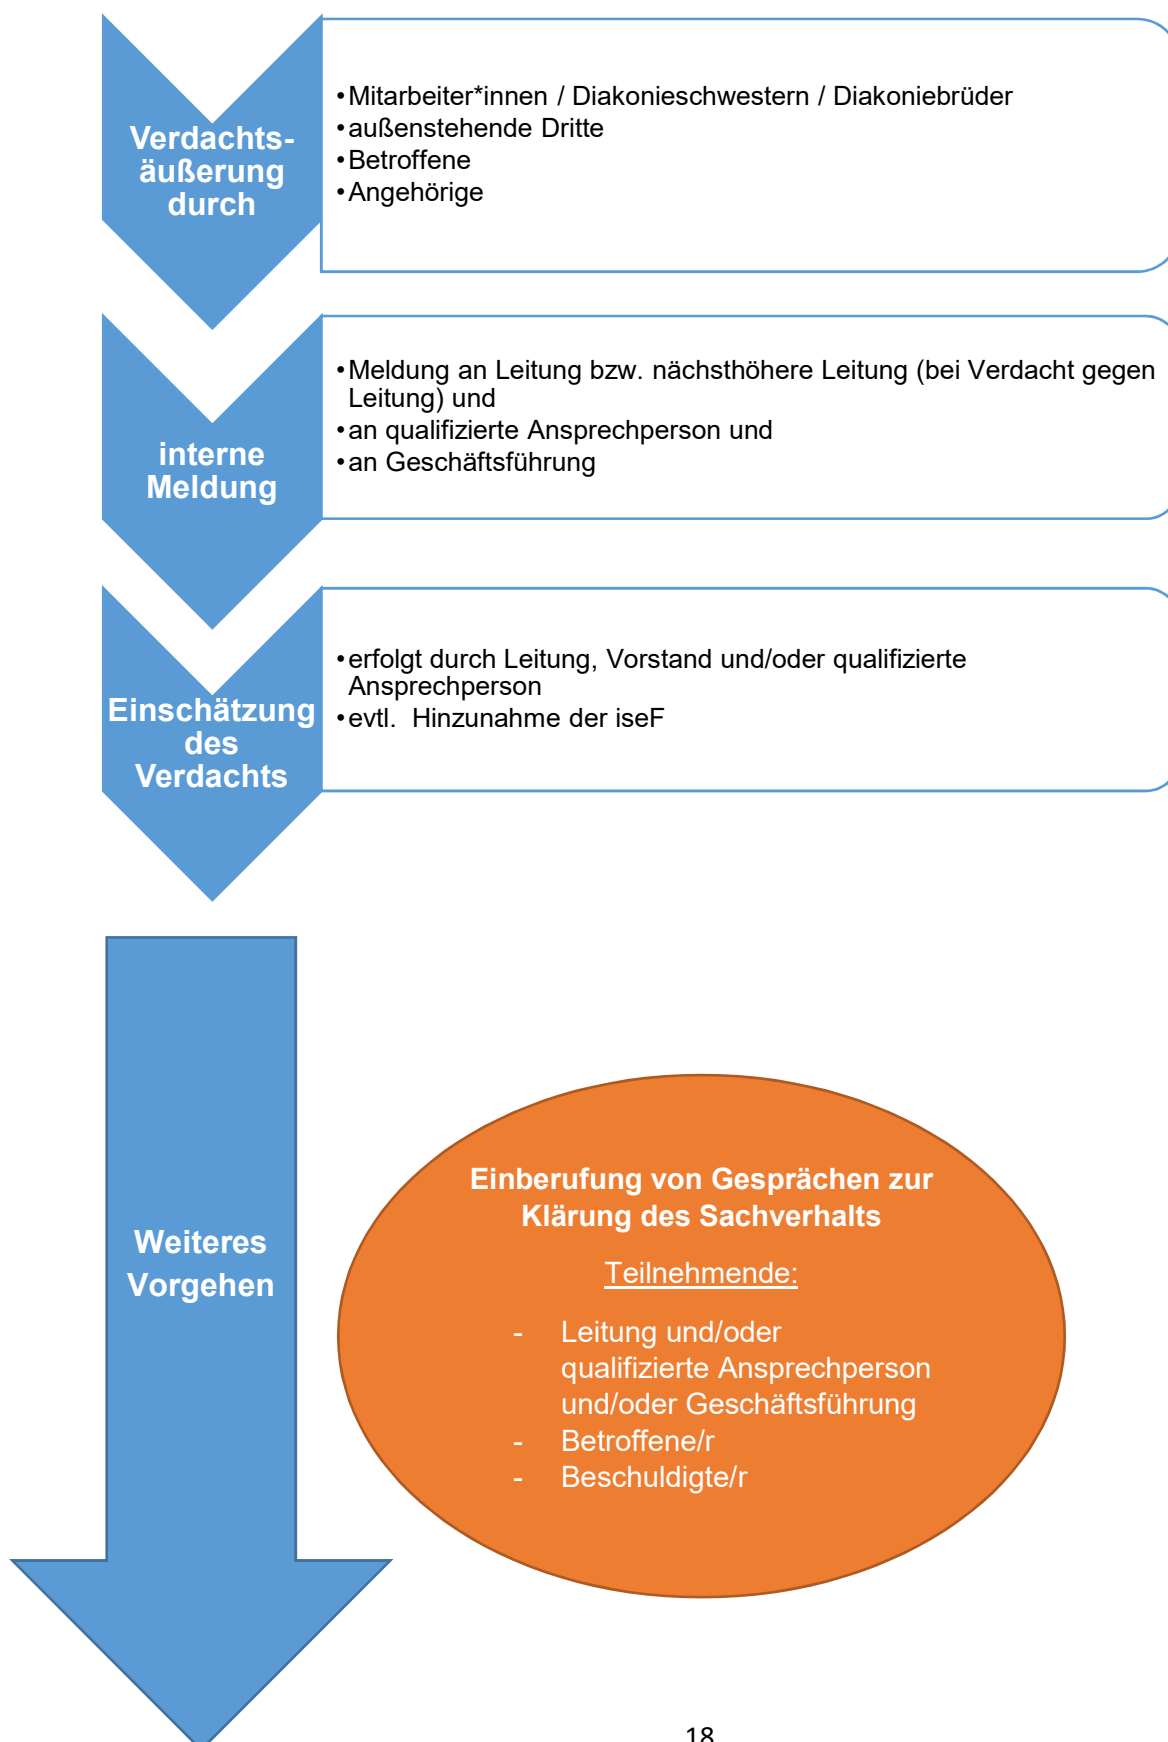 Verdachts-
äußerung
durch
•Mitarbeiter*innen / Diakonieschwestern / Diakoniebrüder
•außenstehende Dritte
•Betroffene
•Angehörige
interne
Meldung
•Meldung an Leitung bzw. nächsthöhere Leitung (bei Verdacht gegen
Leitung) und
•an qualifizierte Ansprechperson und
•an Geschäftsführung
Einschätzung
des
Verdachts
•erfolgt durch Leitung, Vorstand und/oder qualifizierte
Ansprechperson
•evtl. Hinzunahme der iseF
Weiteres
Vorgehen
Einberufung von Gesprächen zur
Klärung des Sachverhalts
Teilnehmende:
- Leitung und/oder
qualifizierte Ansprechperson
und/oder Geschäftsführung
- Betroffene/r
- Beschuldigte/r
18